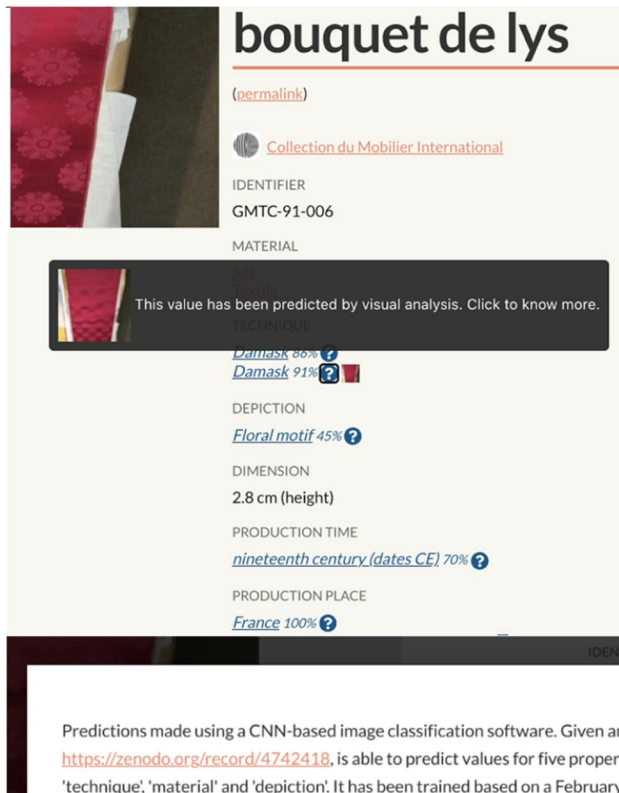 bouquet de lys
(permalink)
Collection du Mobilier International
IDENTIFIER
GMTC-91-006
MATERIAL
Silk
Textile
This value has been predicted by visual analysis. Click to know more.
TECHNIQUE
Damask 86% ?
Damask 91% ?
DEPICTION
Floral motif 45% ?
DIMENSION
2.8 cm (height)
PRODUCTION TIME
nineteenth century (dates CE) 70% ?
PRODUCTION PLACE
France 100% ?
IDEN
Predictions made using a CNN-based image classification software. Given
https://zenodo.org/record/4742418, is able to predict values for five proper
'technique', 'material' and 'depiction'. It has been trained based on a February